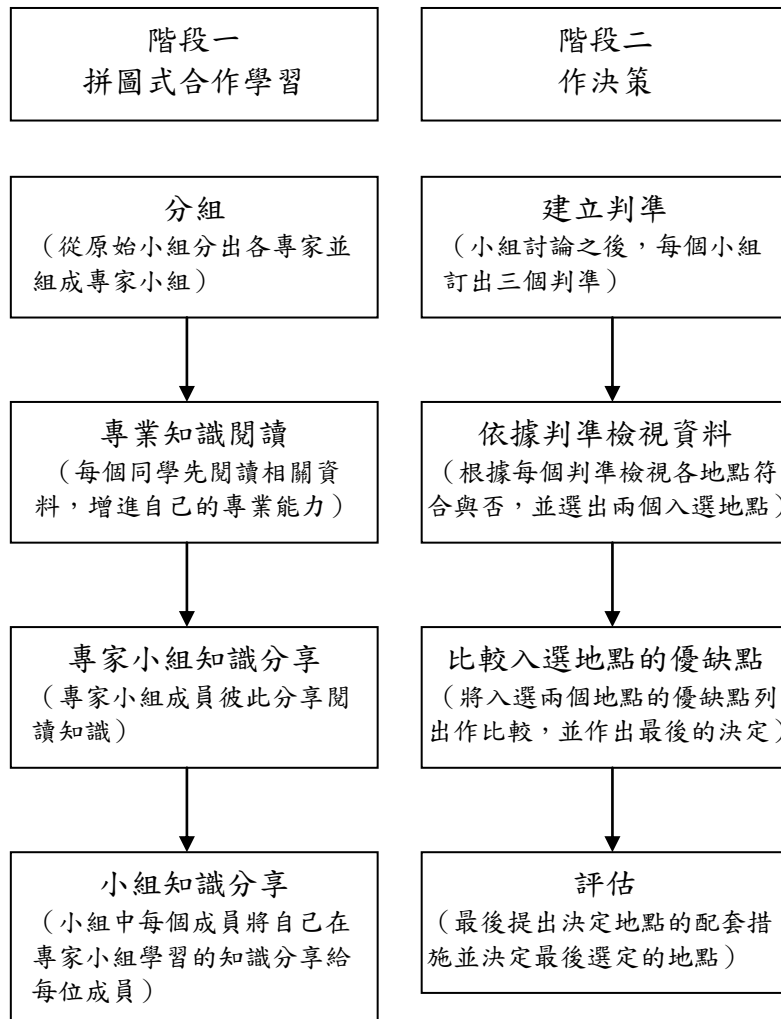 階段一
拼圖式合作學習
分組
（從原始小組分出各專家並
組成專家小組）
專業知識閱讀
（每個同學先閱讀相關資
料，增進自己的專業能力）
專家小組知識分享
（專家小組成員彼此分享閱
讀知識）
小組知識分享
（小組中每個成員將自己在
專家小組學習的知識分享給
每位成員）
階段二
作決策
建立判準
（小組討論之後，每個小組
訂出三個判準）
依據判準檢視資料
（根據每個判準檢視各地點符
合與否，並選出兩個入選地點）
比較入選地點的優缺點
（將入選兩個地點的優缺點列
出作比較，並作出最後的決定）
評估
（最後提出決定地點的配套措
施並決定最後選定的地點）